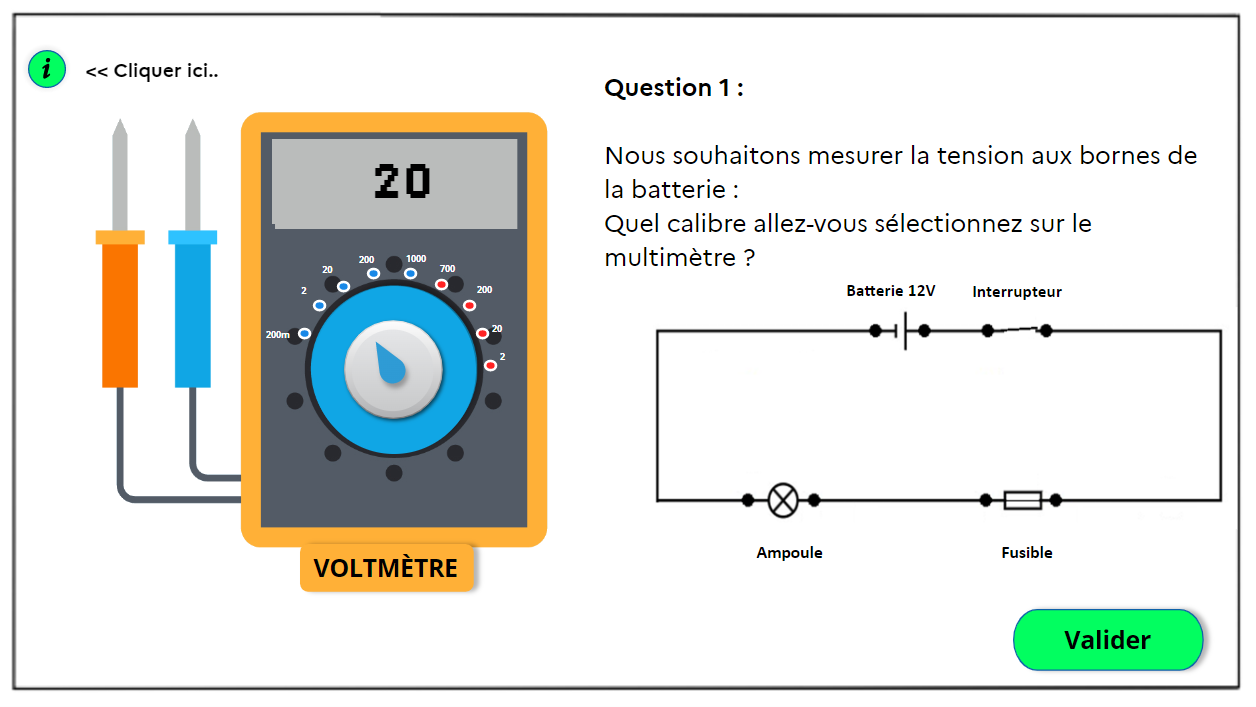 i
<< Cliquer ici..
Question 1 :
Nous souhaitons mesurer la tension aux bornes de
la batterie :
Quel calibre allez-vous sélectionnez sur le
multimètre ?
20
200m
2
20
200
1000
700
200
20
2
VOLTMÈTRE
Batterie 12V
Interrupteur
Ampoule
Fusible
Valider